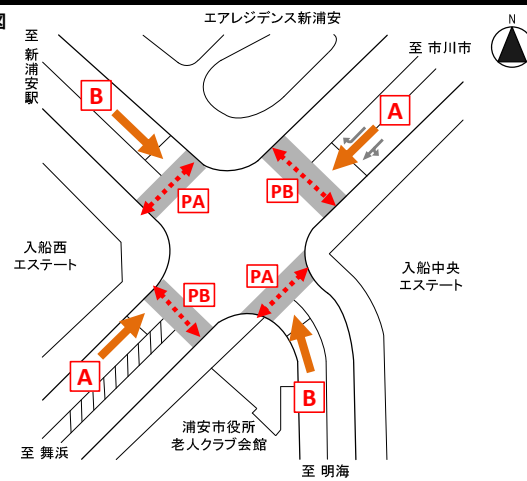 図
エアレジデンス新浦安
N
至
新
浦
安
駅
至 市川市
B
A
PA
PB
入船西
エステート
入船中央
エステート
PB
PA
A
B
浦安市役所
老人クラブ会館
至 舞浜
至 明海